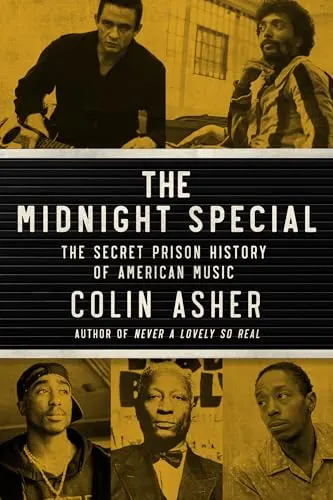 THE
MIDNIGHT SPECIAL
THE SECRET PRISON HISTORY
OF AMERICAN MUSIC
COLIN ASHER
AUTHOR OF NEVER A LOVELY SO REAL